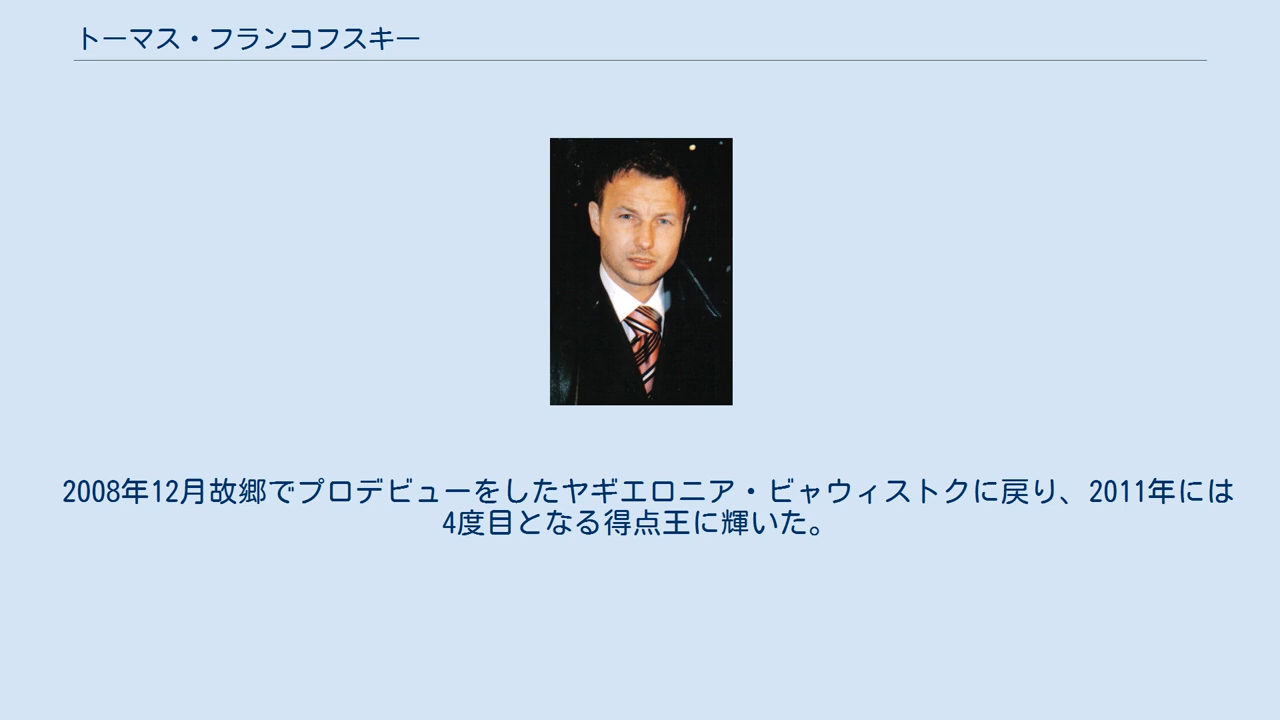 トーマス・フランコフスキー
2008年12月故郷でプロデビューをしたヤギエロニア・ビャウィストクに戻り、2011年には
4度目となる得点王に輝いた。